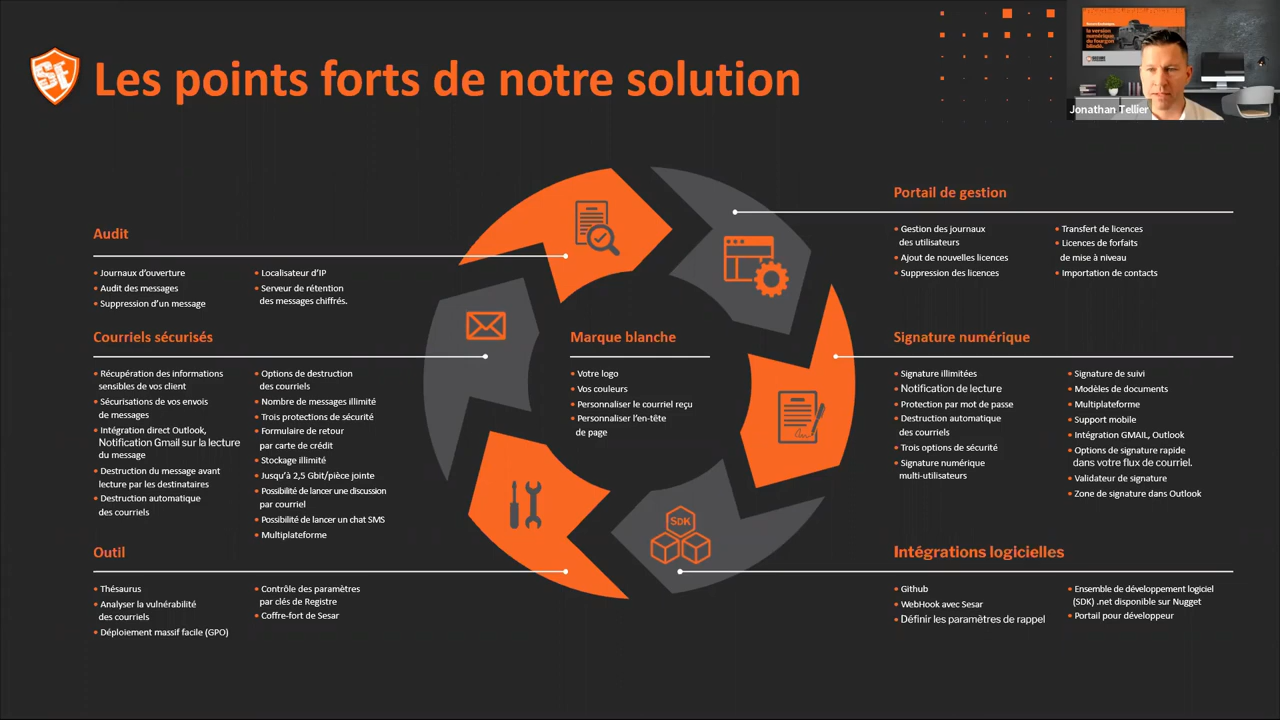 SF
Les points forts de notre solution
la version
numérique
du fourgon
blindé.
Jonathan Tellier
Audit
• Journaux d'ouverture
• Audit des messages
• Suppression d'un message
• Localisateur d'IP
• Serveur de rétention
des messages chiffrés.
Courriels sécurisés
• Récupération des informations
sensibles de vos client
• Sécurisations de vos envois
de messages
• Intégration direct Outlook,
Notification Gmail sur la lecture
du message
• Destruction du message avant
lecture par les destinataires
• Destruction automatique
des courriels
• Options de destruction
des courriels
• Nombre de messages illimité
• Trois protections de sécurité
• Formulaire de retour
par carte de crédit
• Stockage illimité
• Jusqu'à 2,5 Gbit/pièce jointe
• Possibilité de lancer une discussion
par courriel
• Possibilité de lancer un chat SMS
• Multiplateforme
Outil
• Thésaurus
• Analyser la vulnérabilité
des courriels
• Déploiement massif facile (GPO)
• Contrôle des paramètres
par clés de Registre
• Coffre-fort de Sesar
Marque blanche
• Votre logo
• Vos couleurs
• Personnaliser le courriel reçu
• Personnaliser l'en-tête
de page
SDK
Portail de gestion
• Gestion des journaux
des utilisateurs
• Ajout de nouvelles licences
• Suppression des licences
• Transfert de licences
• Licences de forfaits
de mise à niveau
• Importation de contacts
Signature numérique
• Signature illimitées
• Notification de lecture
• Protection par mot de passe
• Destruction automatique
des courriels
• Trois options de sécurité
• Signature numérique
multi-utilisateurs
• Signature de suivi
• Modèles de documents
• Multiplateforme
• Support mobile
• Intégration GMAIL, Outlook
• Options de signature rapide
dans votre flux de courriel.
• Validateur de signature
• Zone de signature dans Outlook
Intégrations logicielles
• Github
• WebHook avec Sesar
• Définir les paramètres de rappel
• Ensemble de développement logiciel
(SDK) .net disponible sur Nugget
• Portail pour développeur